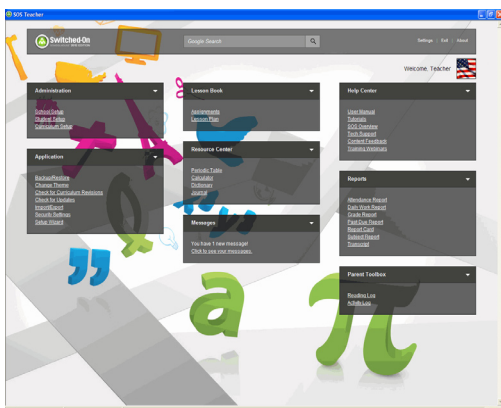 SOS Teacher
Switched-On
Google Search
Settings | Exit | About
Welcome, Teacher
Administration
School Setup
Student Setup
Curriculum Setup
Application
Backup/Restore
Change Theme
Check for Curriculum Revisions
Check for Updates
Import/Export
Security Settings
Setup Wizard
Lesson Book
Assignments
Lesson Plan
Resource Center
Periodic Table
Calculator
Dictionary
Journal
Messages
You have 1 new message!
Click to see your messages.
Help Center
User Manual
Tutorials
SOS Overview
Tech Support
Content Feedback
Training Webinars
Reports
Attendance Report
Daily Work Report
Grade Report
Past Due Report
Report Card
Subject Report
Transcript
Parent Toolbox
Reading Log
Activity Log